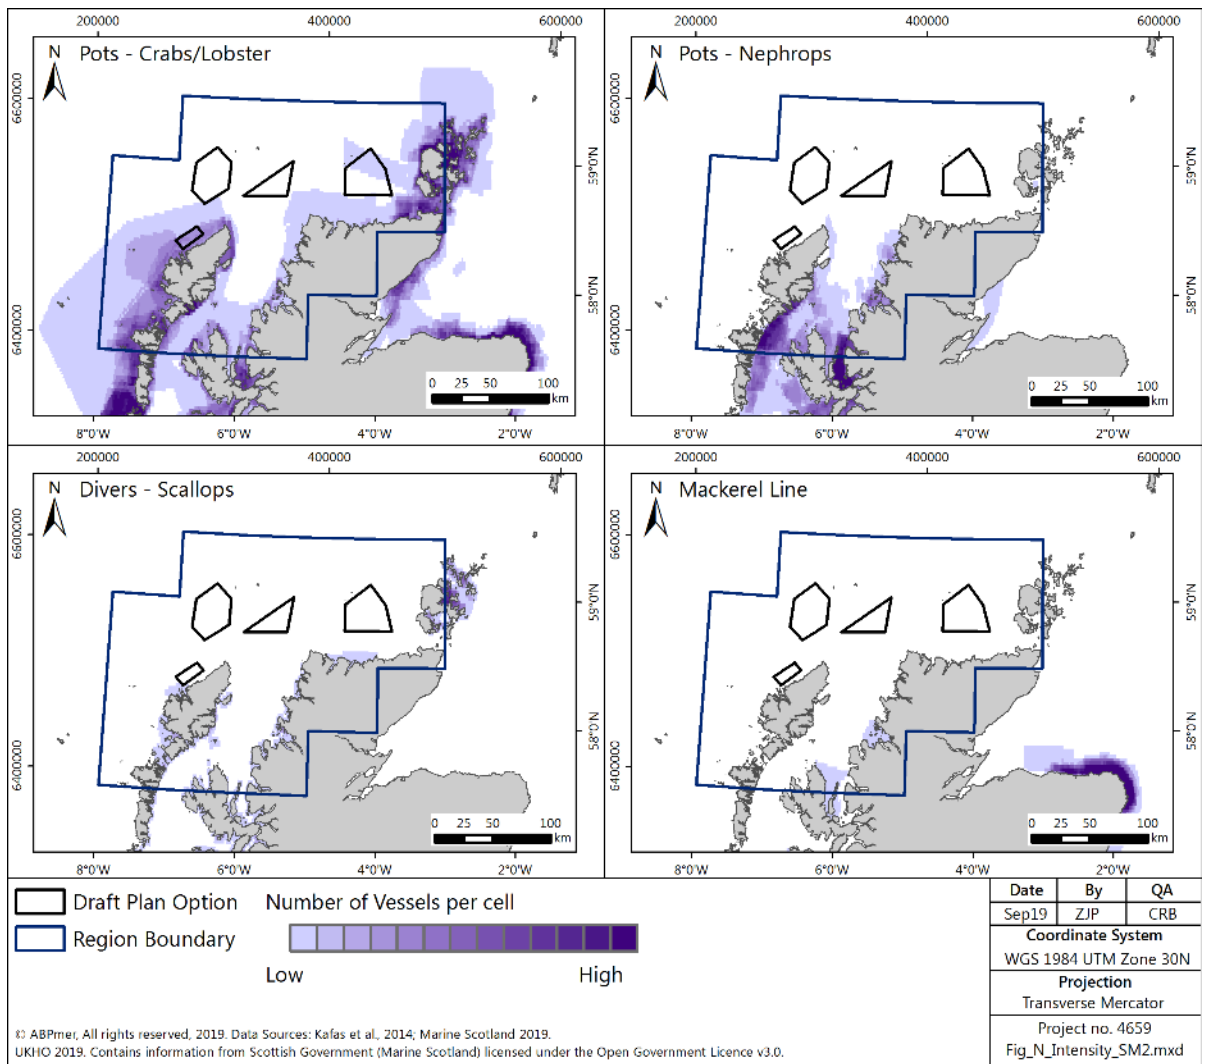 200000 400000 600000 200000 400000 600000
N Pots - Crabs/Lobster N Pots - Nephrops
6600000 59°0'N 6600000 59°0'N
58°0'N 58°0'N
6400000 6400000
0 25 50 100 0 25 50 100
km km
8°0'W 6°0'W 4°0'W 2°0'W 8°0'W 6°0'W 4°0'W 2°0'W
200000 400000 600000 200000 400000 600000
N Divers - Scallops N Mackerel Line
6600000 59°0'N 6600000 59°0'N
58°0'N 58°0'N
6400000 6400000
0 25 50 100 0 25 50 100
km km
8°0'W 6°0'W 4°0'W 2°0'W 8°0'W 6°0'W 4°0'W 2°0'W
Draft Plan Option Number of Vessels per cell
Region Boundary
Low High
Date By QA
Sep19 ZJP CRB
Coordinate System
WGS 1984 UTM Zone 30N
Projection
Transverse Mercator
Project no. 4659
Fig_N_Intensity_SM2.mxd
© ABPmer, All rights reserved, 2019. Data Sources: Kafas et al., 2014; Marine Scotland 2019.
UKHO 2019. Contains information from Scottish Government (Marine Scotland) licensed under the Open Government Licence v3.0.